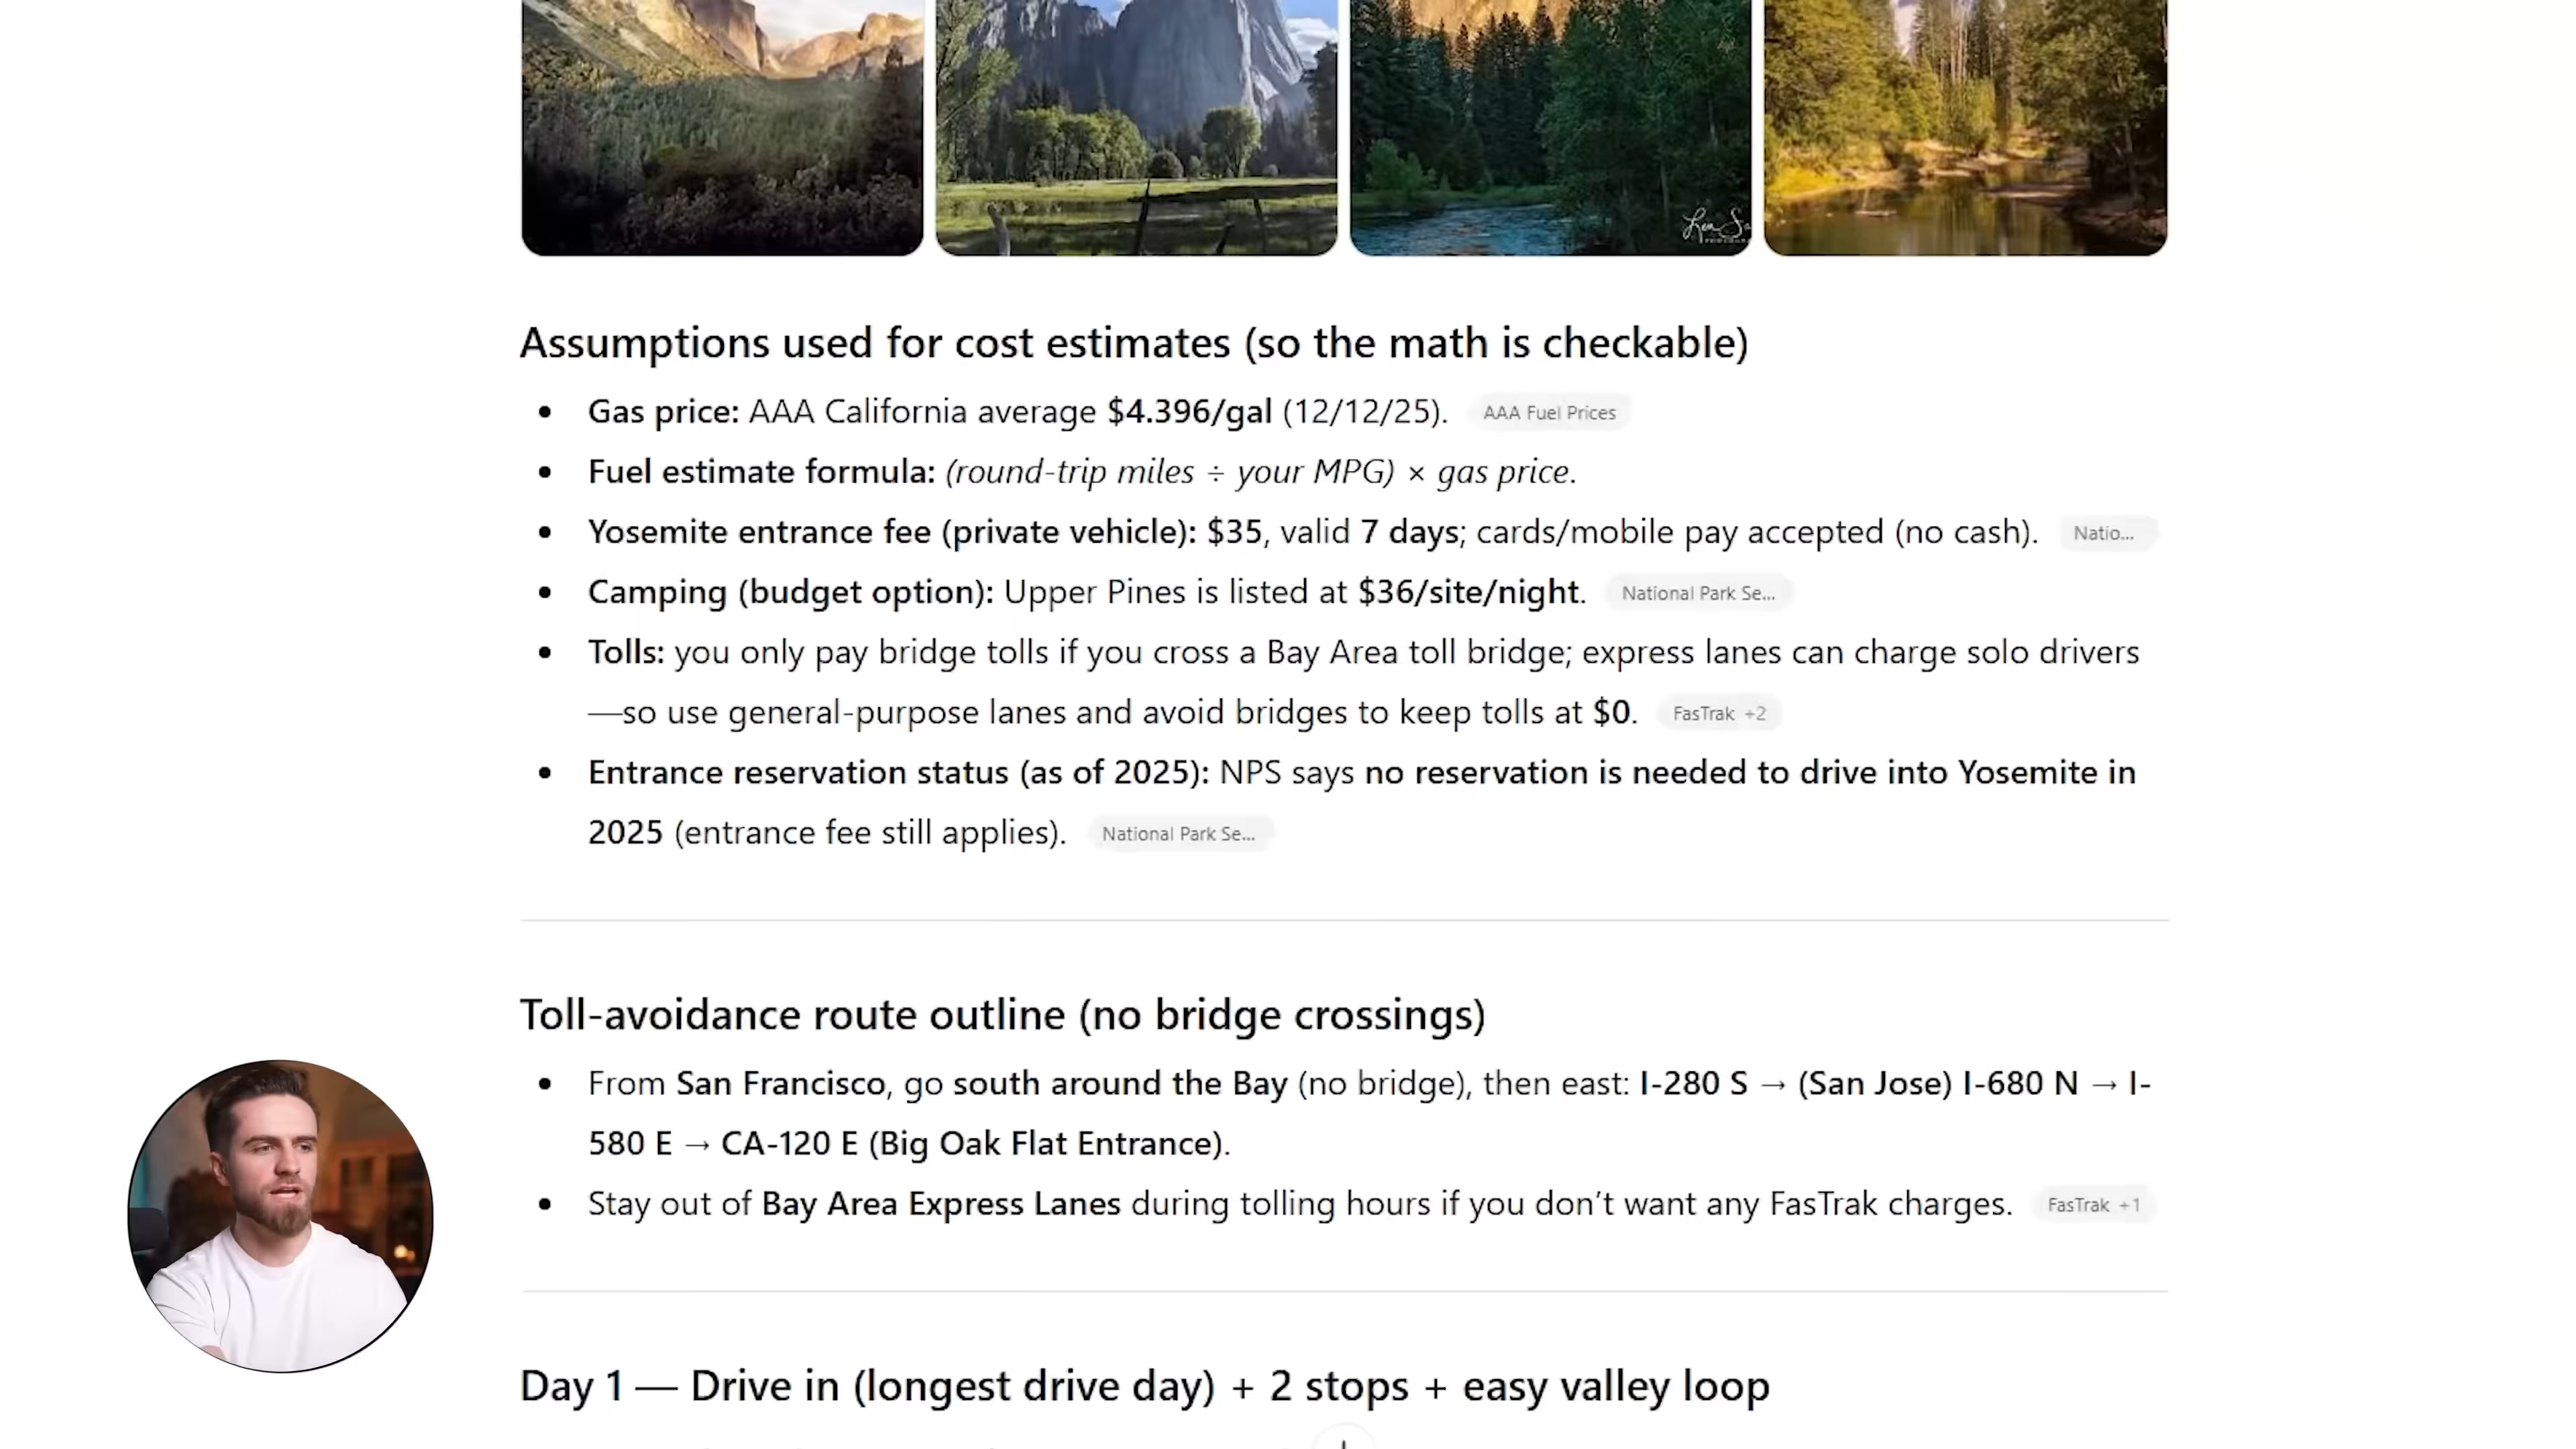 Assumptions used for cost estimates (so the math is checkable)
• Gas price: AAA California average $4.396/gal (12/12/25). AAA Fuel Prices
• Fuel estimate formula: (round-trip miles ÷ your MPG) × gas price.
• Yosemite entrance fee (private vehicle): $35, valid 7 days; cards/mobile pay accepted (no cash). Natio...
• Camping (budget option): Upper Pines is listed at $36/site/night. National Park Se...
• Tolls: you only pay bridge tolls if you cross a Bay Area toll bridge; express lanes can charge solo drivers
—so use general-purpose lanes and avoid bridges to keep tolls at $0. FasTrak +2
• Entrance reservation status (as of 2025): NPS says no reservation is needed to drive into Yosemite in
2025 (entrance fee still applies). National Park Se...
Toll-avoidance route outline (no bridge crossings)
• From San Francisco, go south around the Bay (no bridge), then east: I-280 S → (San Jose) I-680 N → I-
580 E → CA-120 E (Big Oak Flat Entrance).
• Stay out of Bay Area Express Lanes during tolling hours if you don’t want any FasTrak charges. FasTrak +1
Day 1 — Drive in (longest drive day) + 2 stops + easy valley loop